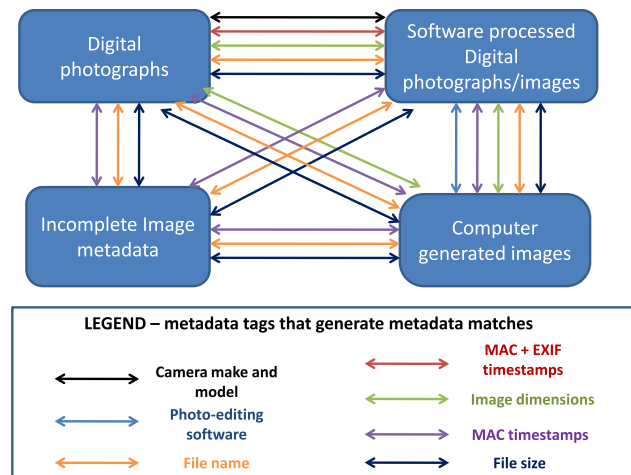 Digital
photographs
Software processed
Digital
photographs/images
Incomplete Image
metadata
Computer
generated images
LEGEND – metadata tags that generate metadata matches
Camera make and
model
Photo-editing
software
File name
MAC + EXIF
timestamps
Image dimensions
MAC timestamps
File size